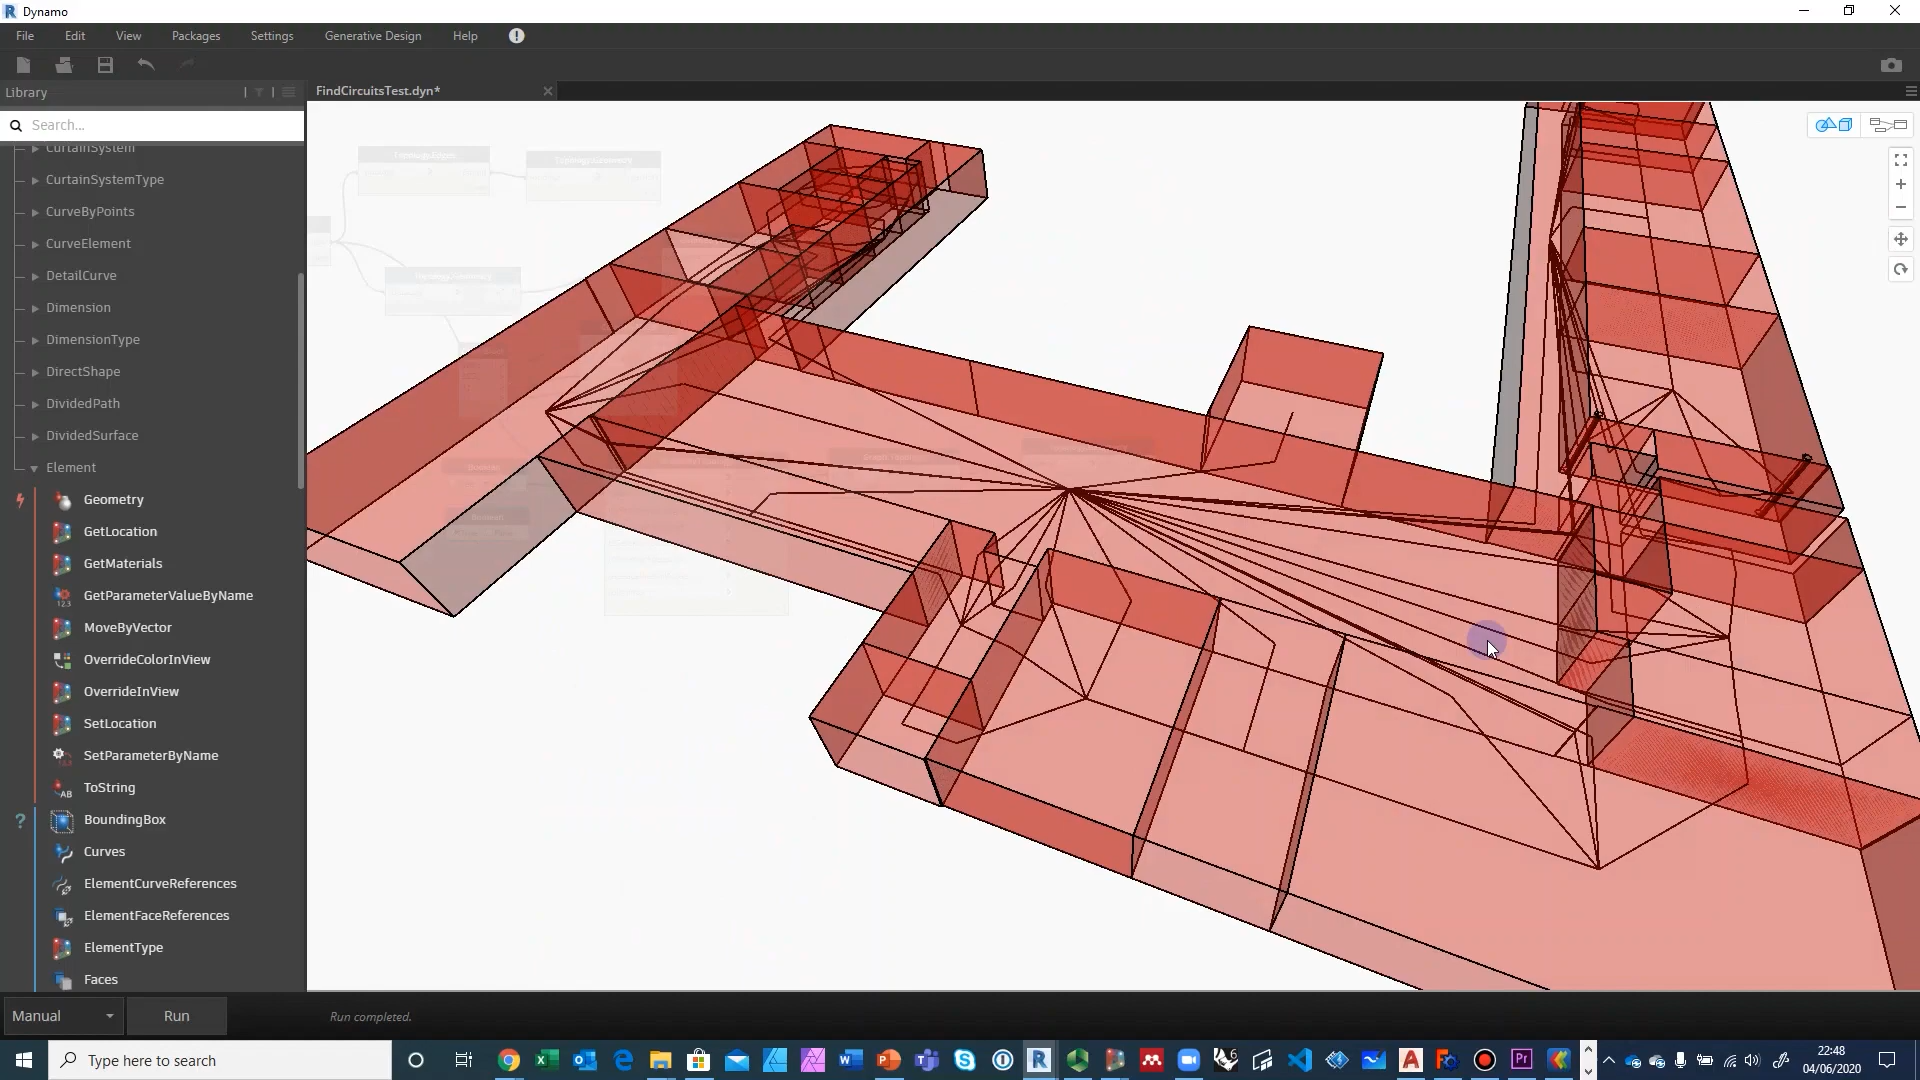 Dynamo
File Edit View Packages Settings Generative Design Help
Library
FindCircuitsTest.dyn*
Search...
CurtainSystem
CurtainSystemType
CurveByPoints
CurveElement
DetailCurve
Dimension
DimensionType
DirectShape
DividedPath
DividedSurface
Element
Geometry
GetLocation
GetMaterials
GetParameterValueByName
MoveByVector
OverrideColorInView
OverrideInView
SetLocation
SetParameterByName
ToString
BoundingBox
Curves
ElementCurveReferences
ElementFaceReferences
ElementType
Faces
Manual Run Run completed.
Type here to search
22:48
04/06/2020